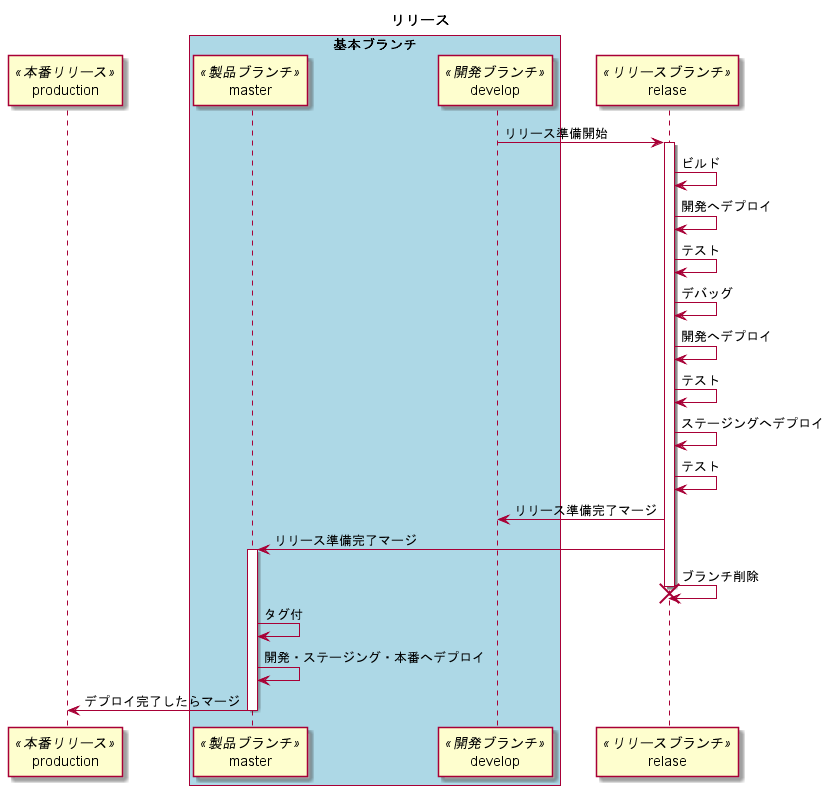 リリース
基本ブランチ
«本番リリース»
production
«製品ブランチ»
master
«開発ブランチ»
develop
«リリースブランチ»
relase
リリース準備開始
ビルド
開発へデプロイ
テスト
デバッグ
開発へデプロイ
テスト
ステージングへデプロイ
テスト
リリース準備完了マージ
リリース準備完了マージ
ブランチ削除
タグ付
開発・ステージング・本番へデプロイ
デプロイ完了したらマージ
«本番リリース»
production
«製品ブランチ»
master
«開発ブランチ»
develop
«リリースブランチ»
relase